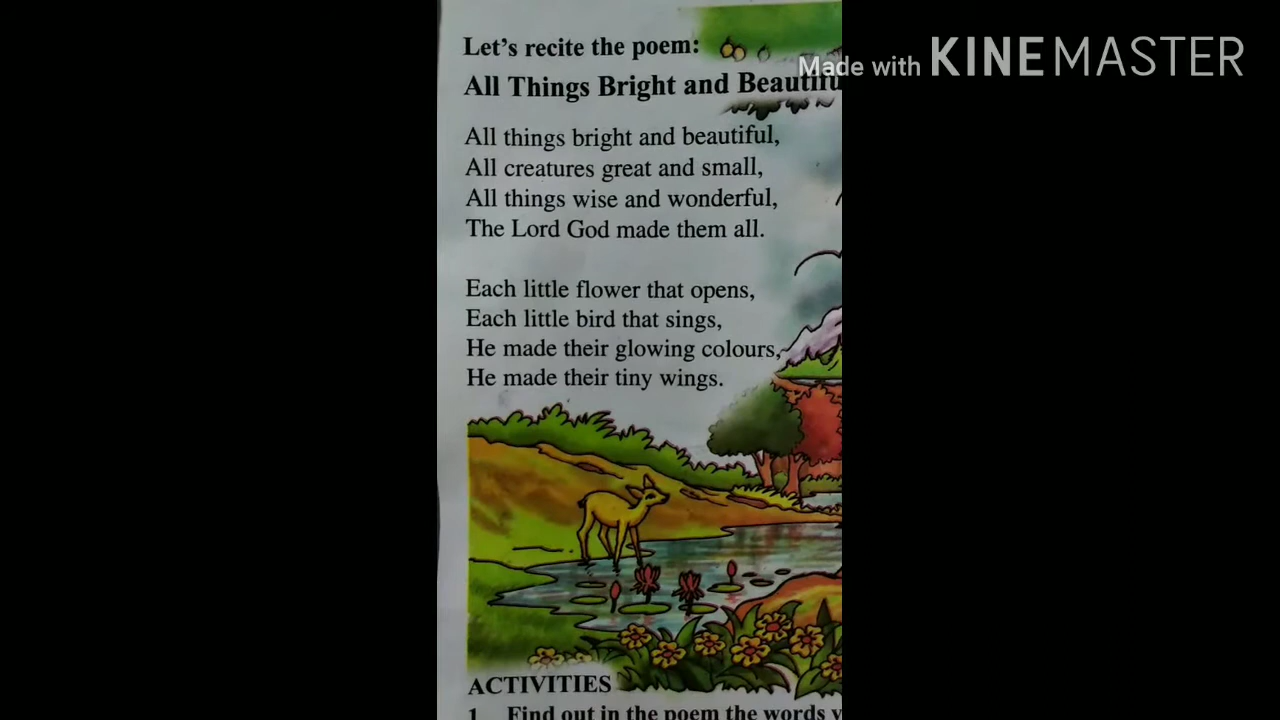 Let's recite the poem:
Made with KINEMASTER
All Things Bright and Beautifu
All things bright and beautiful,
All creatures great and small,
All things wise and wonderful,
The Lord God made them all.
Each little flower that opens,
Each little bird that sings,
He made their glowing colours,
He made their tiny wings.
ACTIVITIES
1 Find out in the poem the words